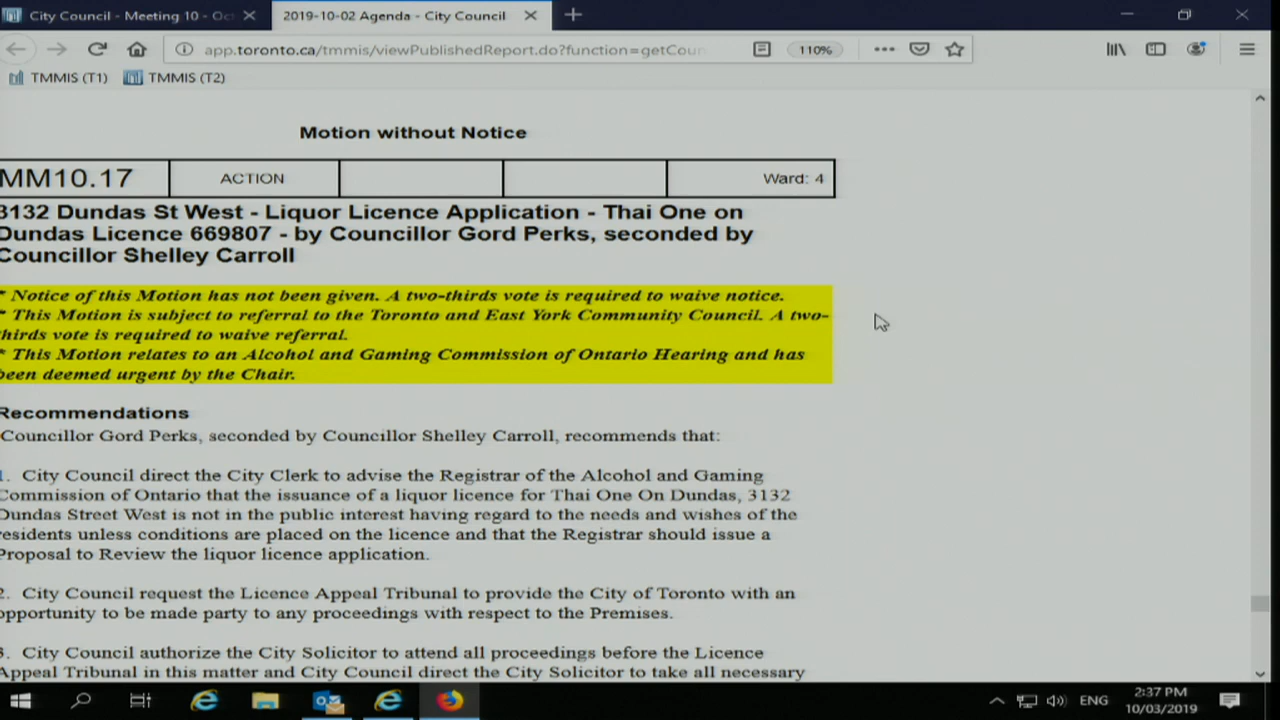 City Council - Meeting 10 - Oc
2019-10-02 Agenda - City Council
app.toronto.ca/tmmis/viewPublishedReport.do?function=getCour
110%
TMMIS (T1) TMMIS (T2)
Motion without Notice
MM10.17 ACTION Ward: 4
3132 Dundas St West - Liquor Licence Application - Thai One on
Dundas Licence 669807 - by Councillor Gord Perks, seconded by
Councillor Shelley Carroll
* Notice of this Motion has not been given. A two-thirds vote is required to waive notice.
* This Motion is subject to referral to the Toronto and East York Community Council. A two-
thirds vote is required to waive referral.
* This Motion relates to an Alcohol and Gaming Commission of Ontario Hearing and has
been deemed urgent by the Chair.
Recommendations
Councillor Gord Perks, seconded by Councillor Shelley Carroll, recommends that:
1. City Council direct the City Clerk to advise the Registrar of the Alcohol and Gaming
Commission of Ontario that the issuance of a liquor licence for Thai One On Dundas, 3132
Dundas Street West is not in the public interest having regard to the needs and wishes of the
residents unless conditions are placed on the licence and that the Registrar should issue a
Proposal to Review the liquor licence application.
2. City Council request the Licence Appeal Tribunal to provide the City of Toronto with an
opportunity to be made party to any proceedings with respect to the Premises.
3. City Council authorize the City Solicitor to attend all proceedings before the Licence
Appeal Tribunal in this matter and City Council direct the City Solicitor to take all necessary
ENG
2:37 PM
10/03/2019